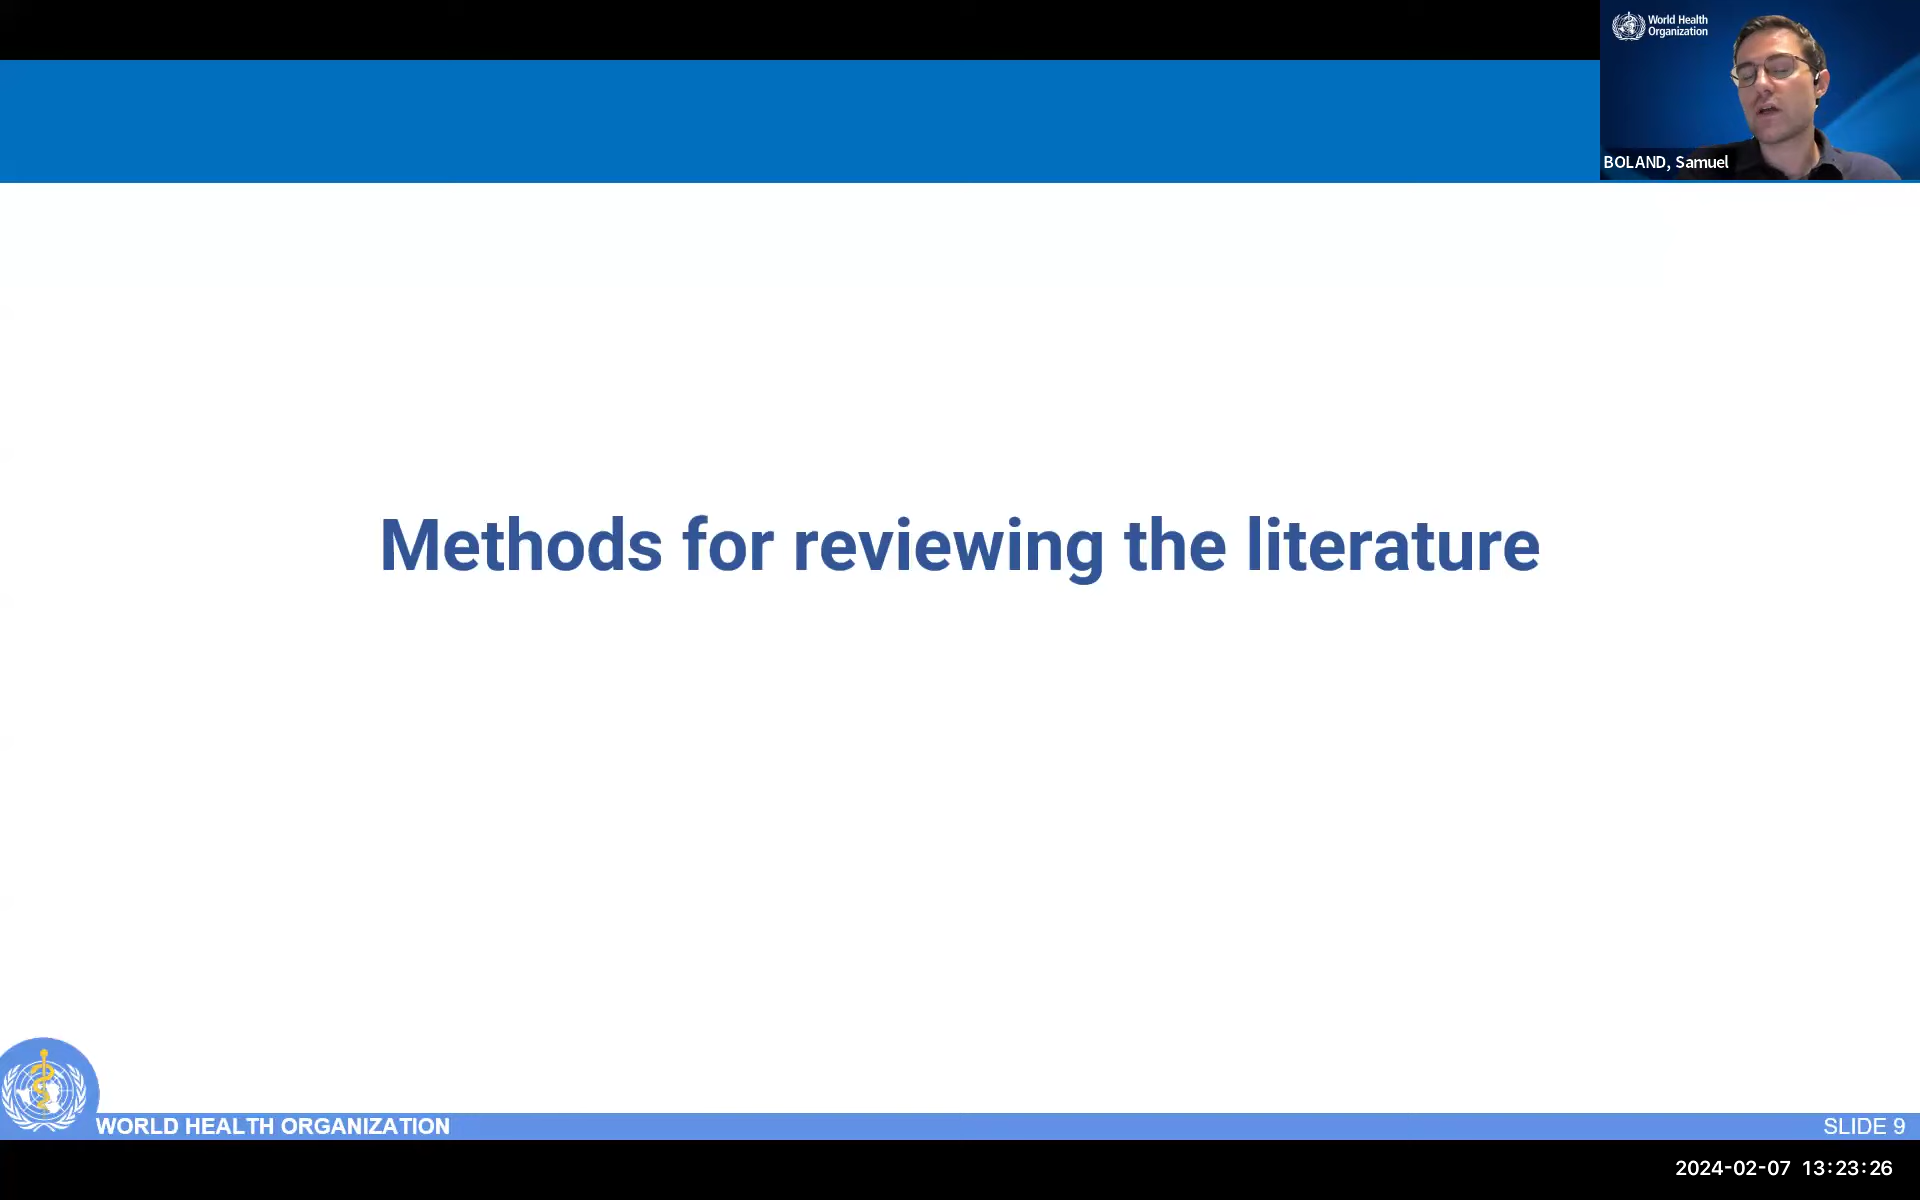 World Health
Organization
BOLAND, Samuel
Methods for reviewing the literature
WORLD HEALTH ORGANIZATION
SLIDE 9
2024-02-07 13:23:26